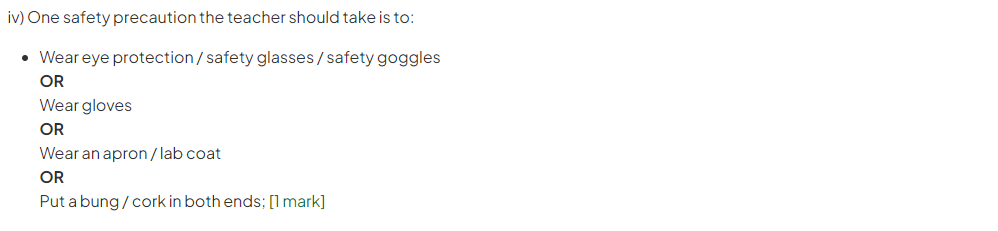 iv) One safety precaution the teacher should take is to:
• Wear eye protection / safety glasses / safety goggles
OR
Wear gloves
OR
Wear an apron / lab coat
OR
Put a bung / cork in both ends; [1 mark]